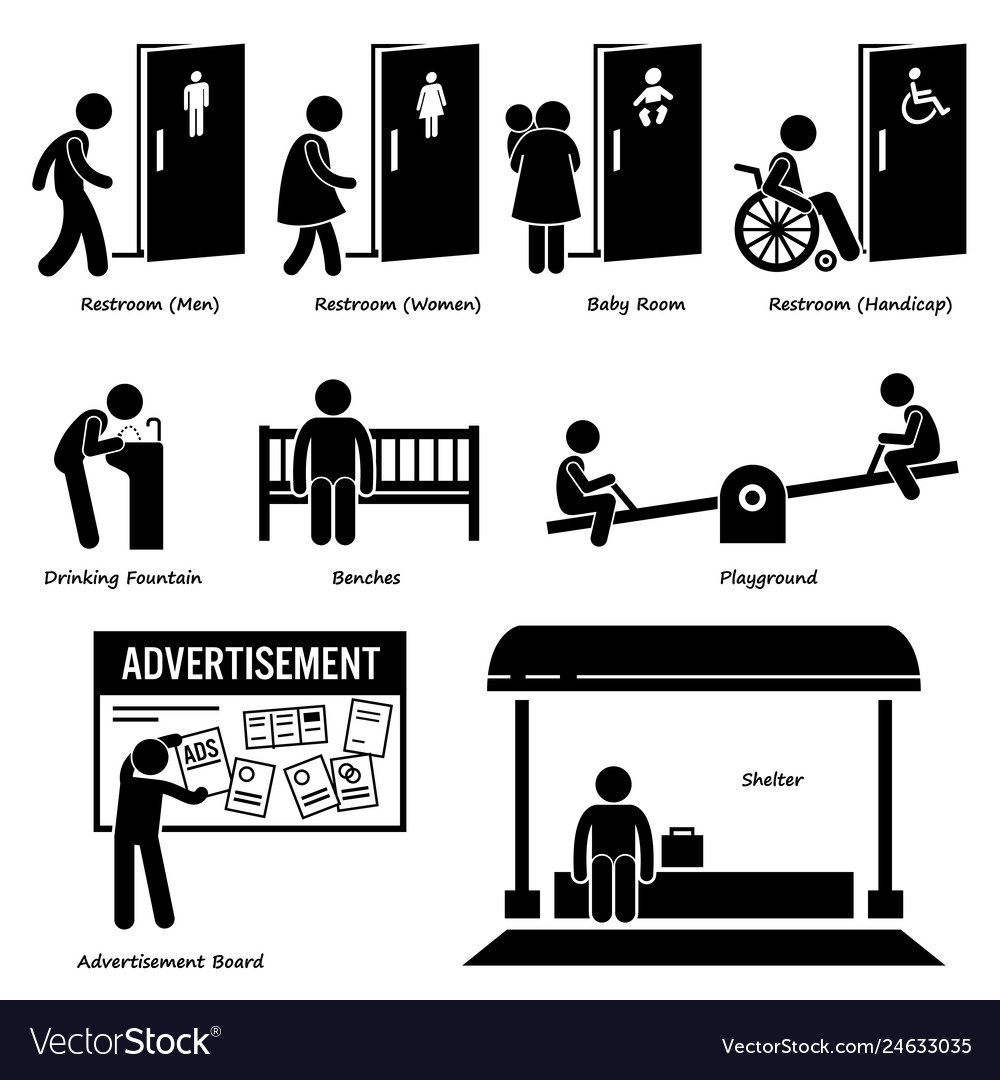 Restroom (Men)
Restroom (Women)
Baby Room
Restroom (Handicap)
Drinking Fountain
Benches
Playground
ADVERTISEMENT
ADS
Shelter
Advertisement Board
VectorStock®
VectorStock.com/24633035